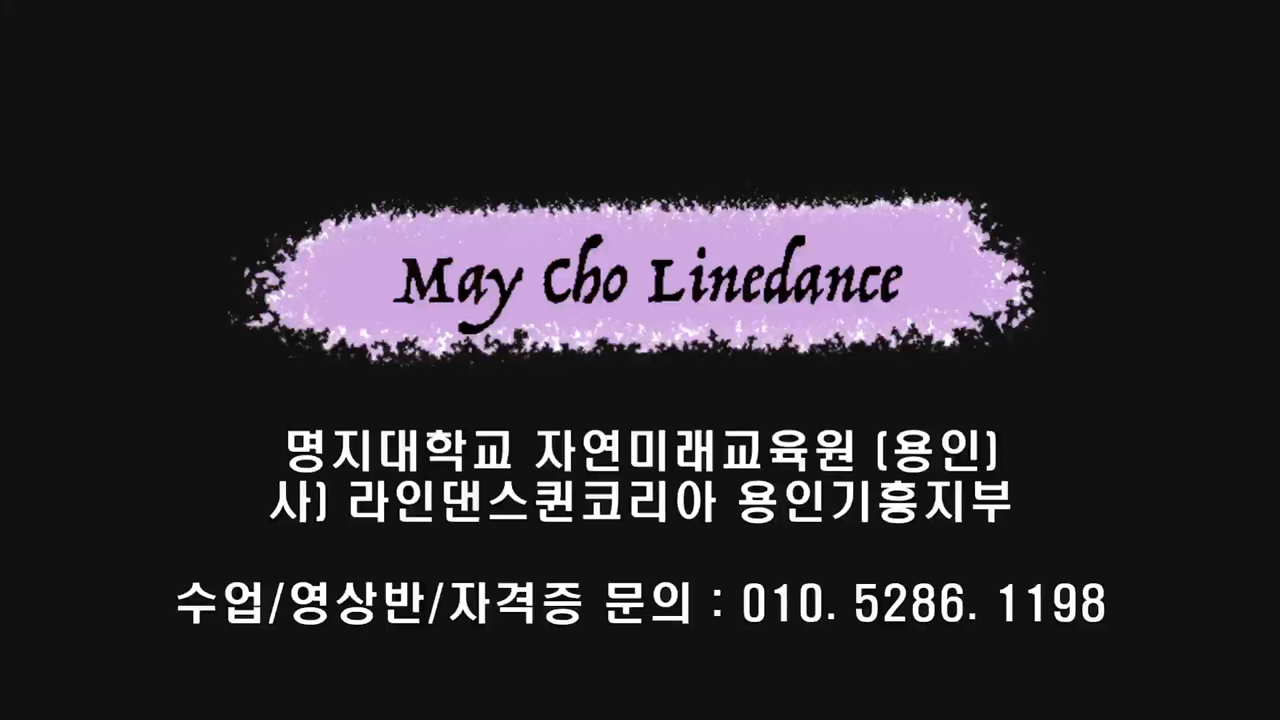 May Cho Linedance
명지대학교 자연미래교육원 (용인)
사) 라인댄스퀸코리아 용인기흥지부
수업/영상반/자격증 문의 : 010. 5286. 1198